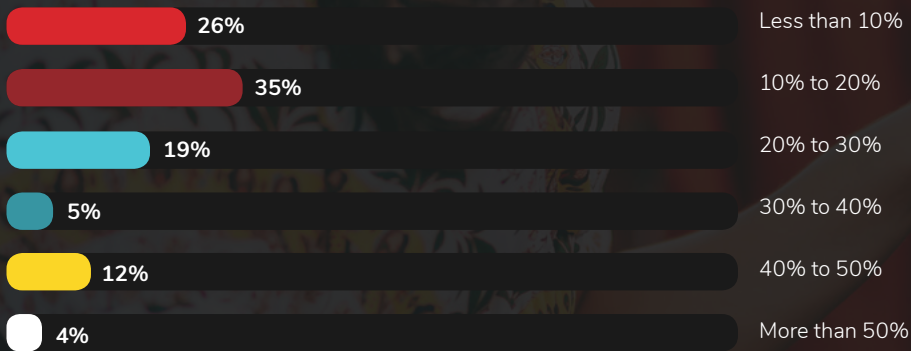 26% Less than 10%
35% 10% to 20%
19% 20% to 30%
5% 30% to 40%
12% 40% to 50%
4% More than 50%